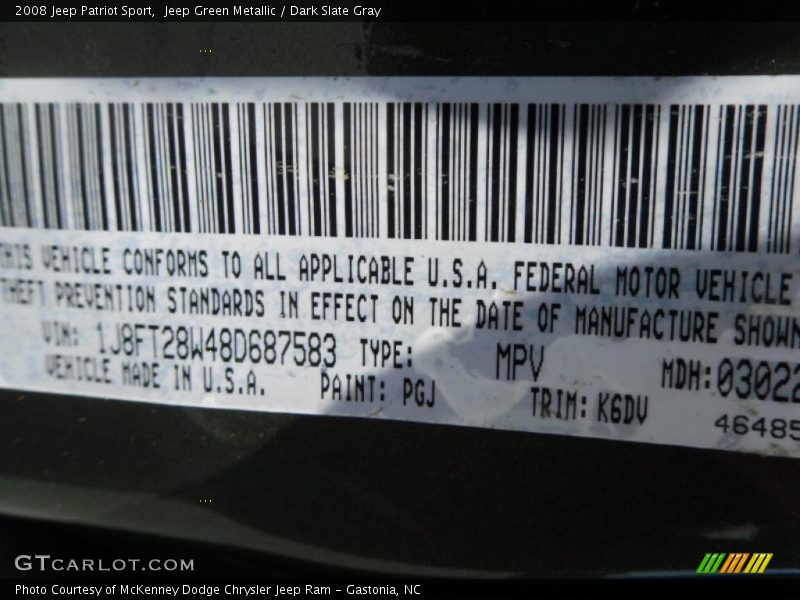 2008 Jeep Patriot Sport,  Jeep Green Metallic / Dark Slate Gray
THIS VEHICLE CONFORMS TO ALL APPLICABLE U.S.A. FEDERAL MOTOR VEHICLE
THEFT PREVENTION STANDARDS IN EFFECT ON THE DATE OF MANUFACTURE SHOWN
VIN: 1J8FT28W48D687583 TYPE: MPV MDH: 03022
VEHICLE MADE IN U.S.A. PAINT: PGJ TRIM: K6DV 46485
GTCARLOT.COM
Photo Courtesy of McKenney Dodge Chrysler Jeep Ram - Gastonia, NC